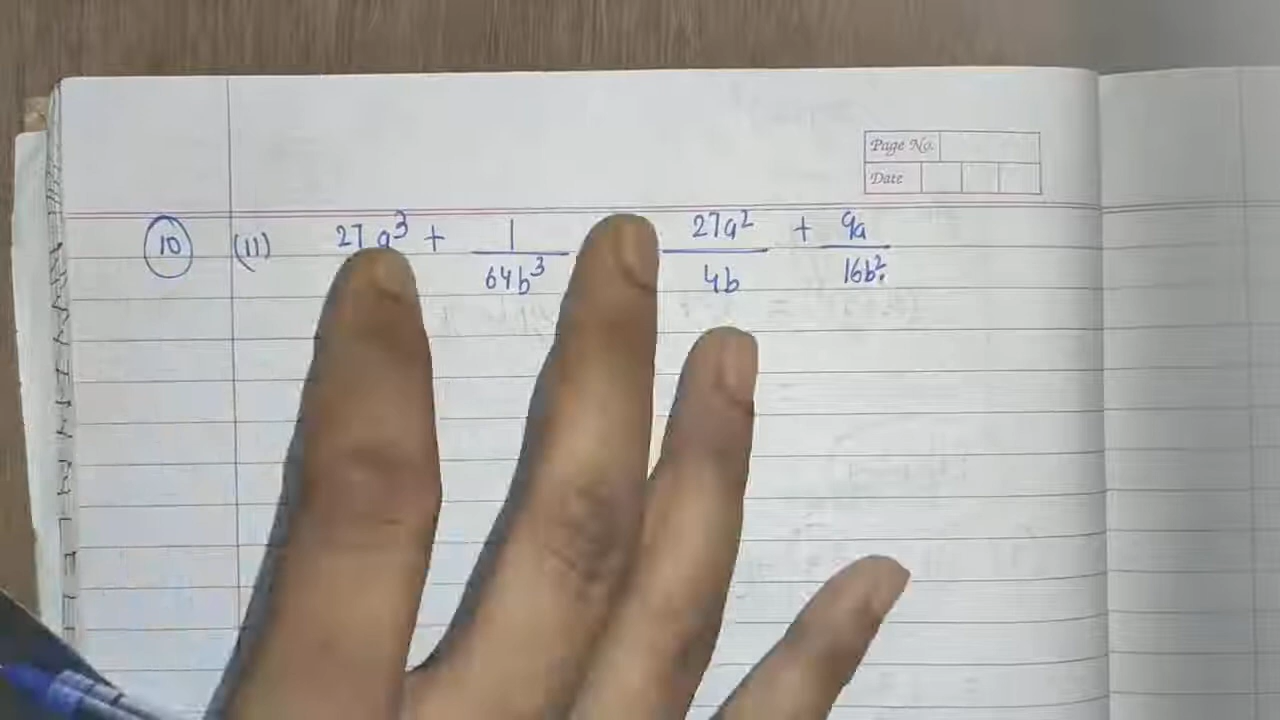 Page No.
Date
10 (11) 27a³ + 1/64b³ 27a²/4b + 9a/16b²